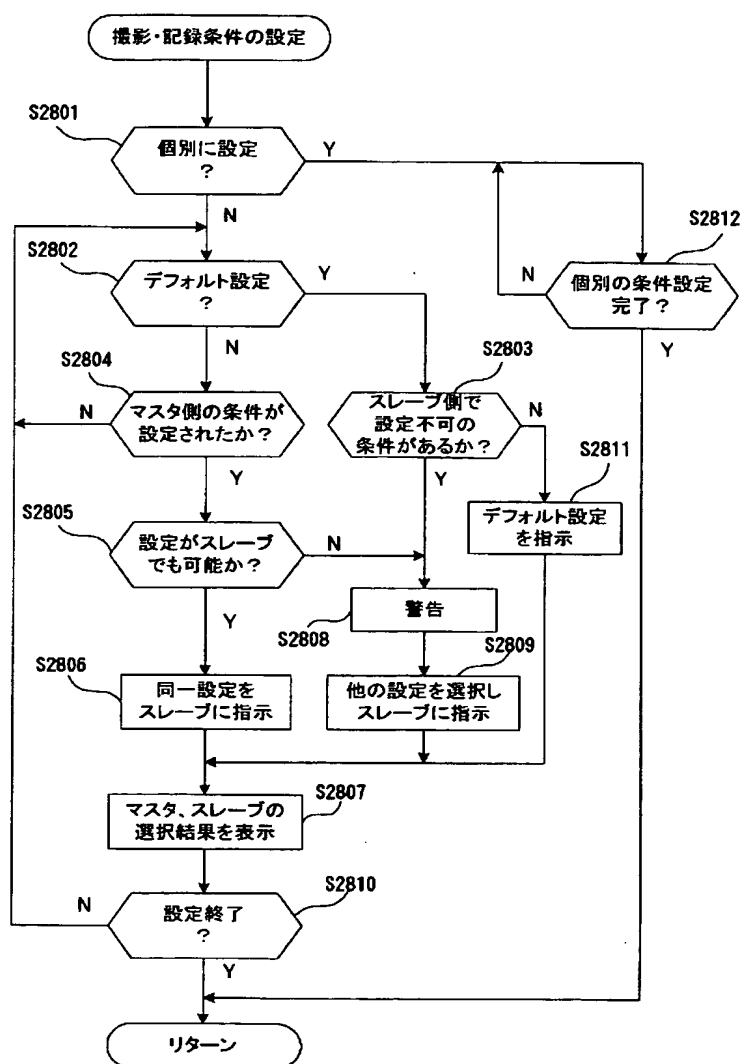 撮影・記録条件の設定
S2801
個別に設定
?
Y
N
S2802
デフォルト設定
?
Y
N
S2812
個別の条件設定
完了?
N
Y
S2804
マスタ側の条件が
設定されたか?
N
Y
S2803
スレーブ側で
設定不可の
条件があるか?
N
Y
S2811
デフォルト設定
を指示
S2805
設定がスレーブ
でも可能か?
N
Y
警告
S2808
S2806
同一設定を
スレーブに指示
S2809
他の設定を選択し
スレーブに指示
S2807
マスタ、スレーブの
選択結果を表示
S2810
設定終了
?
N
Y
リターン